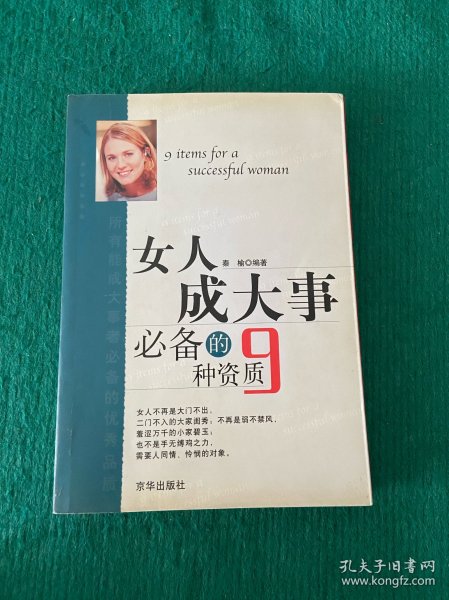 9 items for a
successful woman
女人
秦 榆◎编著
成大事
必备的9
种资质
女人不再是大门不出，
二门不入的大家闺秀；不再是弱不禁风、
羞涩万千的小家碧玉；
也不是手无缚鸡之力，
需要人同情、怜悯的对象。
京华出版社
孔夫子旧书网
www.kongfz.com